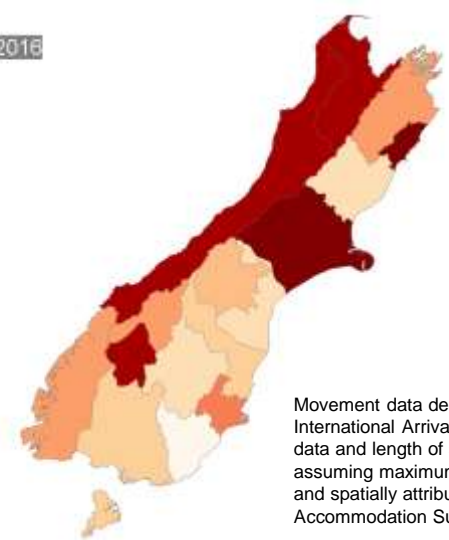 2016
Movement data de
International Arriva
data and length of
assuming maximur
and spatially attribu
Accommodation Su